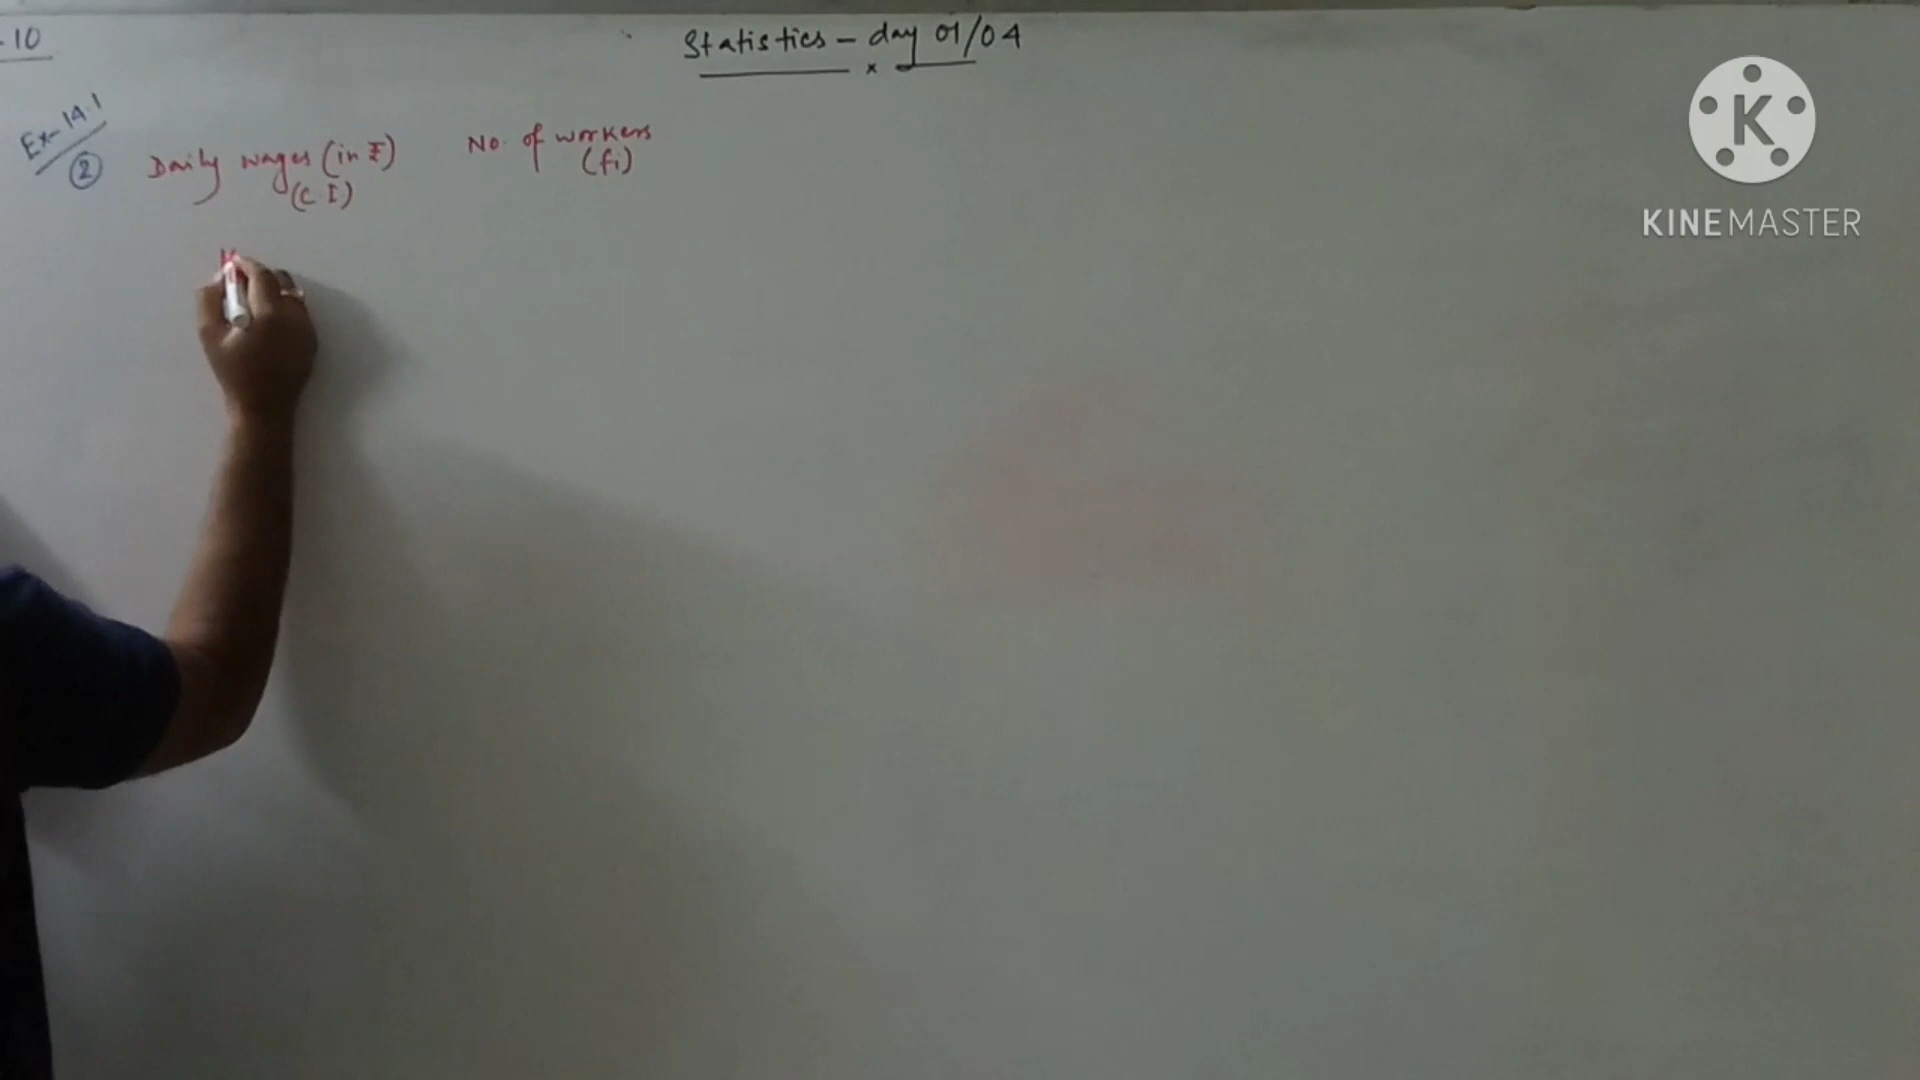 -10
Statistics - day 01/04
x
Ex-14.1
② Daily wages (in ₹) No. of workers
(C.I) (fi)
K
KINEMASTER